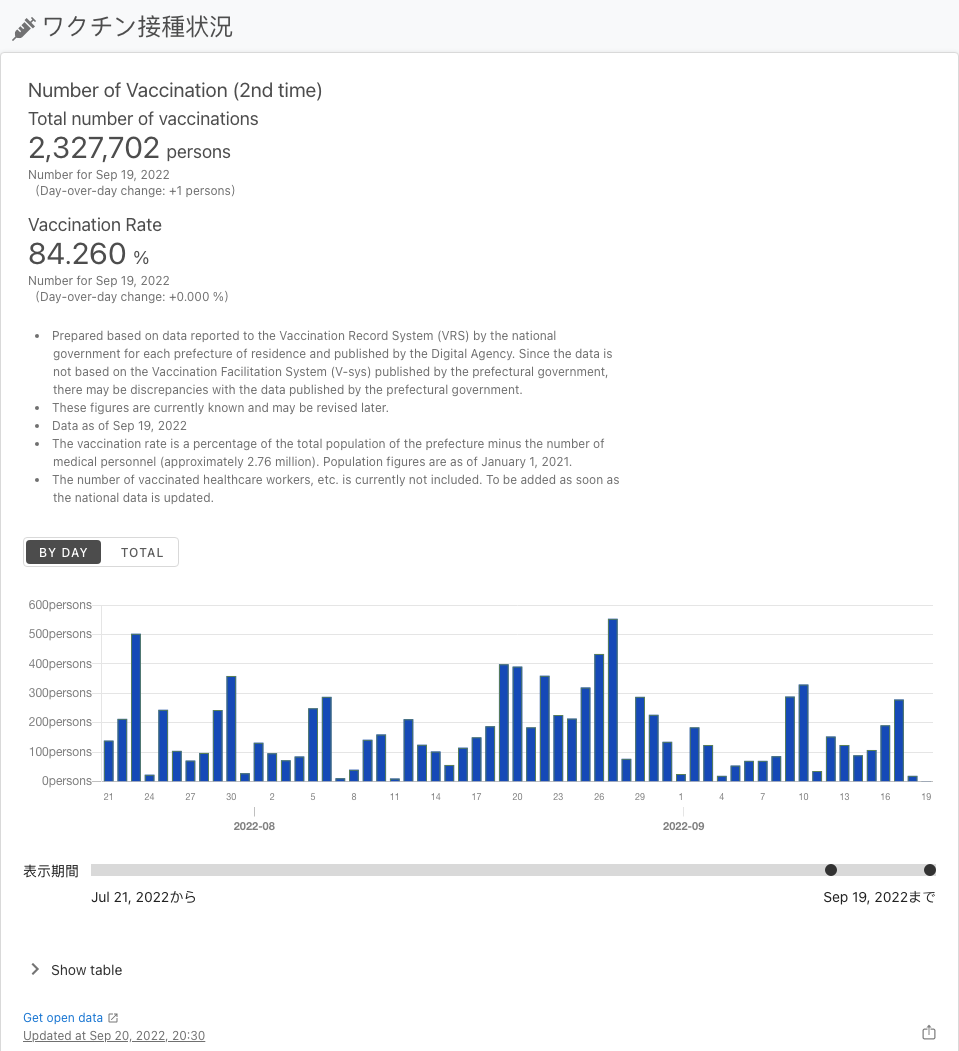 ワクチン接種状況
Number of Vaccination (2nd time)
Total number of vaccinations
2,327,702 persons
Number for Sep 19, 2022
(Day-over-day change: +1 persons)
Vaccination Rate
84.260 %
Number for Sep 19, 2022
(Day-over-day change: +0.000 %)
• Prepared based on data reported to the Vaccination Record System (VRS) by the national
government for each prefecture of residence and published by the Digital Agency. Since the data is
not based on the Vaccination Facilitation System (V-sys) published by the prefectural government,
there may be discrepancies with the data published by the prefectural government.
• These figures are currently known and may be revised later.
• Data as of Sep 19, 2022
• The vaccination rate is a percentage of the total population of the prefecture minus the number of
medical personnel (approximately 2.76 million). Population figures are as of January 1, 2021.
• The number of vaccinated healthcare workers, etc. is currently not included. To be added as soon as
the national data is updated.
BY DAY TOTAL
600persons
500persons
400persons
300persons
200persons
100persons
0persons
21 24 27 30 2 5 8 11 14 17 20 23 26 29 1 4 7 10 13 16 19
2022-08 2022-09
表示期間
Jul 21, 2022から Sep 19, 2022まで
Show table
Get open data
Updated at Sep 20, 2022, 20:30